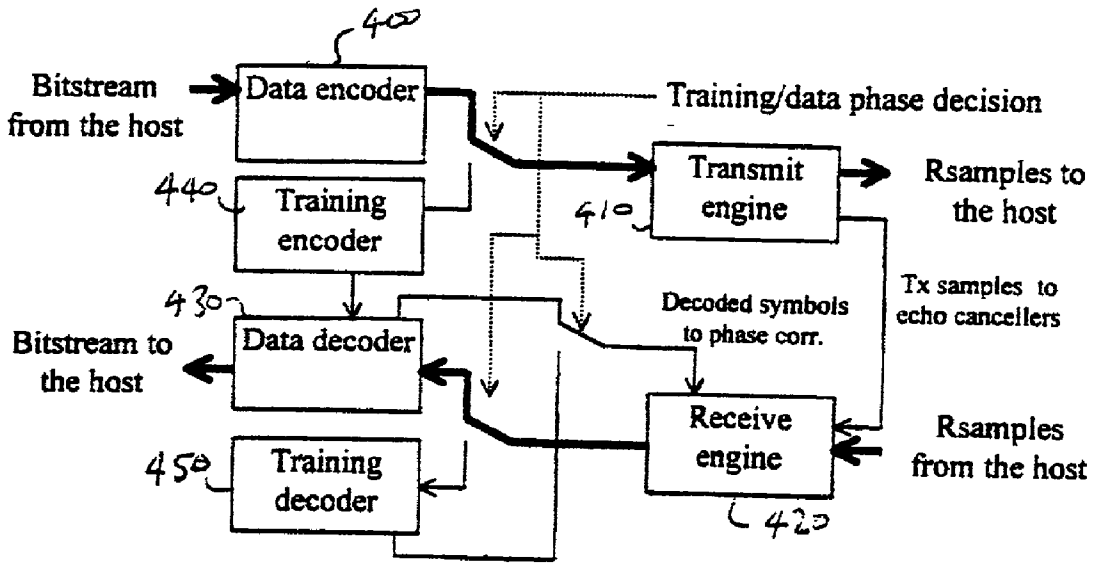 400
Bitstream
from the host
Data encoder
Training/data phase decision
Transmit
engine
Rsamples to
the host
440
Training
encoder
410
Tx samples to
echo cancellers
430
Decoded symbols
to phase corr.
Bitstream to
the host
Data decoder
Receive
engine
Rsamples
from the host
450
Training
decoder
420